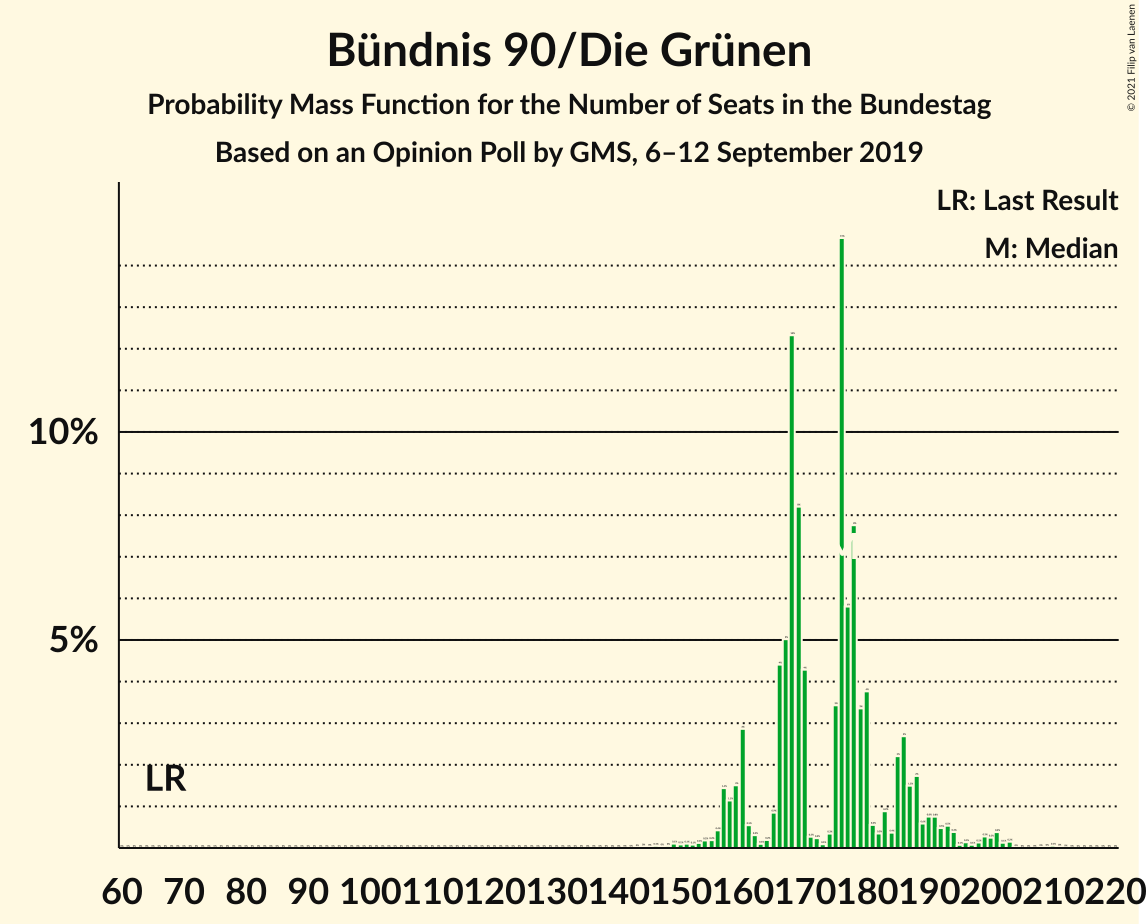 Bündnis 90/Die Grünen
Probability Mass Function for the Number of Seats in the Bundestag
Based on an Opinion Poll by GMS, 6–12 September 2019
© 2021 Filip van Laenen
LR: Last Result
M: Median
10%
5%
LR
60 70 80 90 100 110 120 130 140 150 160 170 180 190 200 210 220